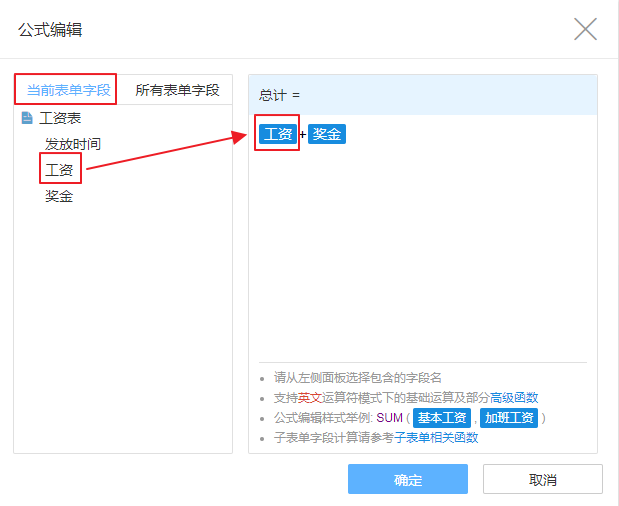 公式编辑
当前表单字段 所有表单字段
工资表
发放时间
工资
奖金
总计 =
工资+奖金
请从左侧面板选择包含的字段名
支持英文运算符模式下的基础运算及部分高级函数
公式编辑样式举例: SUM ( 基本工资 , 加班工资 )
子表单字段计算请参考子表单相关函数
确定 取消